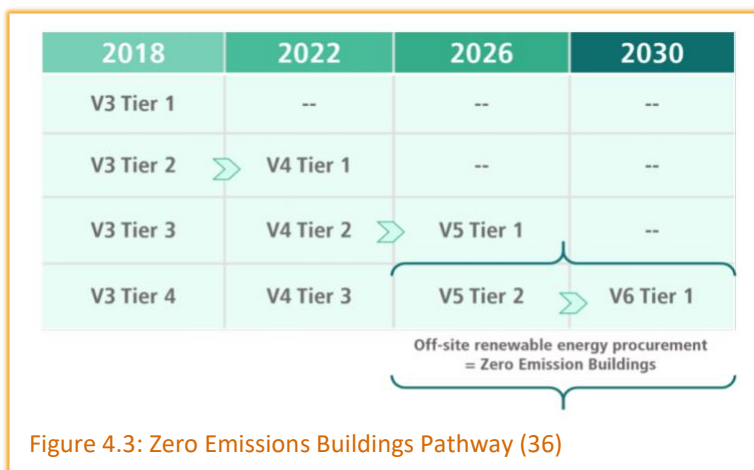 2018 2022 2026 2030
V3 Tier 1 -- -- --
V3 Tier 2 V4 Tier 1 -- --
V3 Tier 3 V4 Tier 2 V5 Tier 1 --
V3 Tier 4 V4 Tier 3 V5 Tier 2 V6 Tier 1
Off-site renewable energy procurement
= Zero Emission Buildings
Figure 4.3: Zero Emissions Buildings Pathway (36)